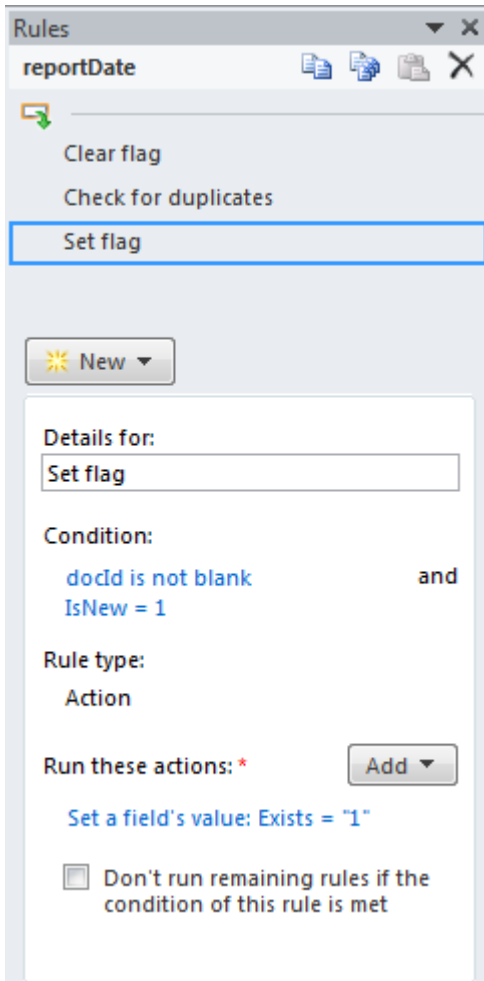 Rules
reportDate
Clear flag
Check for duplicates
Set flag
New
Details for:
Set flag
Condition:
docId is not blank and
IsNew = 1
Rule type:
Action
Run these actions: * Add
Set a field's value: Exists = "1"
Don't run remaining rules if the
condition of this rule is met